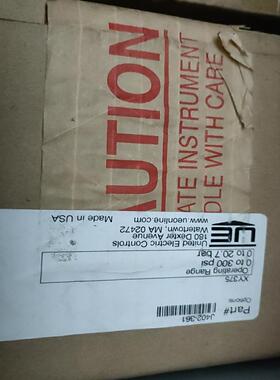 CAUTION
ATE INSTRUMENT
DLE WITH CARE
UE
United Electric Controls
180 Dexter Avenue
Watertown, MA 02472
www.ueonline.com
Made in USA
Part#
J402-361
Options:
XY375
Operating Range
0 to 300 psi
0 to 20.7 bar